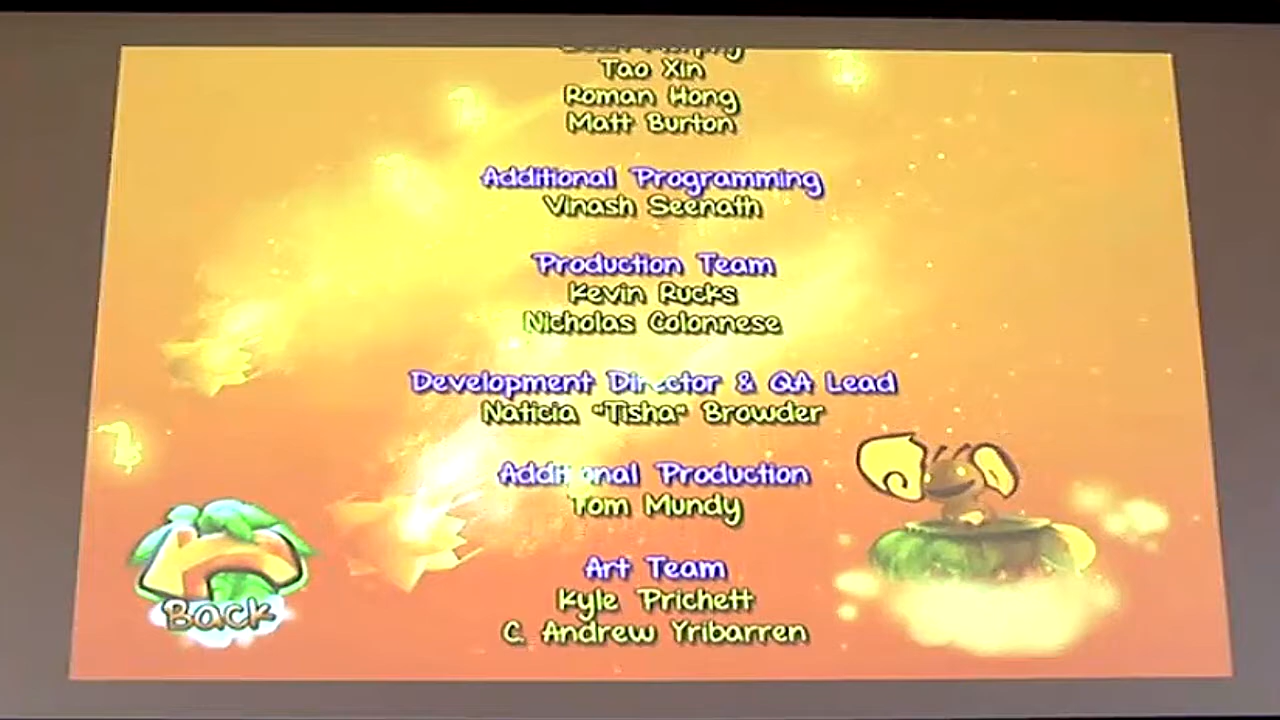 Tao Xin
Roman Hong
Matt Burton
Additional Programming
Vinash Seenath
Production Team
Kevin Rucks
Nicholas Colonnese
Development Director & QA Lead
Naticia "Tisha" Browder
Additional Production
Tom Mundy
Art Team
Kyle Prichett
C. Andrew Yribarren
Back